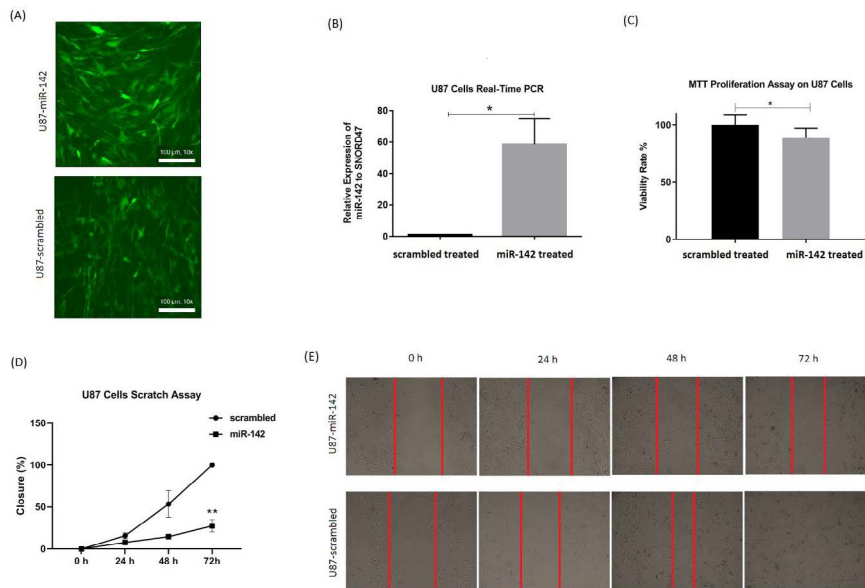 (A)
U87-miR-142
100 µm, 10x
U87-scrambled
100 µm, 10x
(B)
U87 Cells Real-Time PCR
Relative Expression of
miR-142 to SNORD47
80
60
40
20
0
*
scrambled treated
miR-142 treated
(C)
MTT Proliferation Assay on U87 Cells
Viability Rate %
100
50
0
*
scrambled treated
miR-142 treated
(D)
U87 Cells Scratch Assay
scrambled
miR-142
Closure (%)
150
100
50
0
**
0 h
24 h
48 h
72h
(E)
0 h
24 h
48 h
72 h
U87-miR-142
U87-scrambled